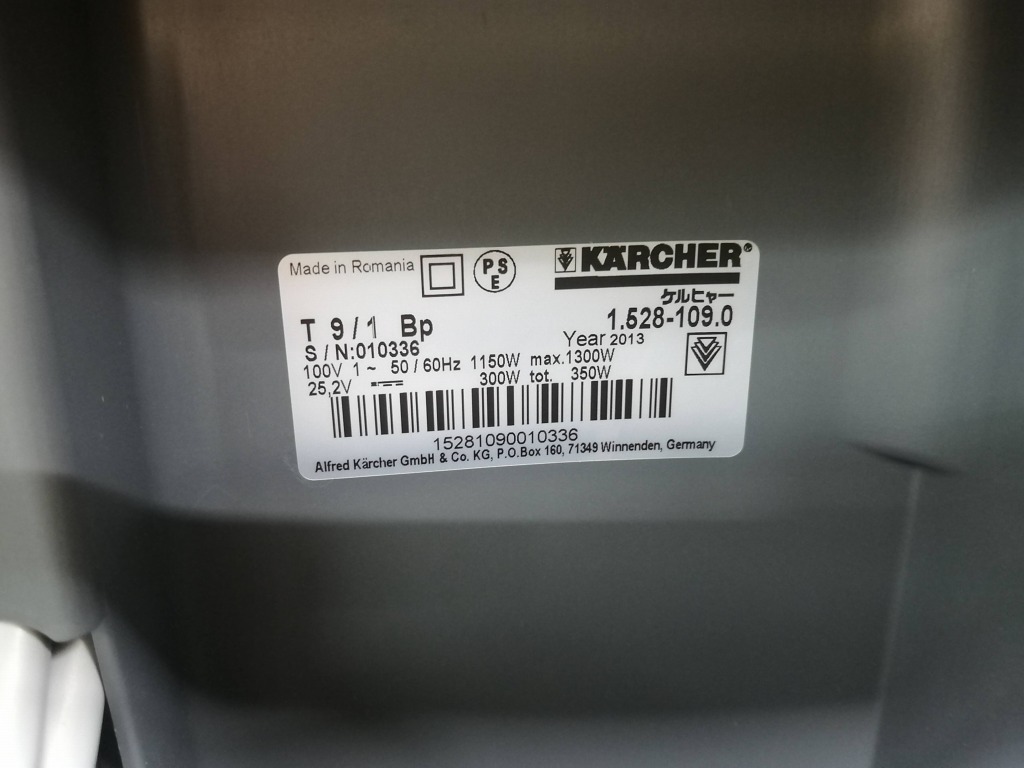 Made in Romania
PS
E
KÄRCHER®
ケルヒャー
T 9/1 Bp
1.528-109.0
S/N:010336
Year 2013
100V 1~ 50/60Hz 1150W max.1300W
25,2V ⎓ 300W tot. 350W
15281090010336
Alfred Kärcher GmbH & Co. KG, P.O.Box 160, 71349 Winnenden, Germany